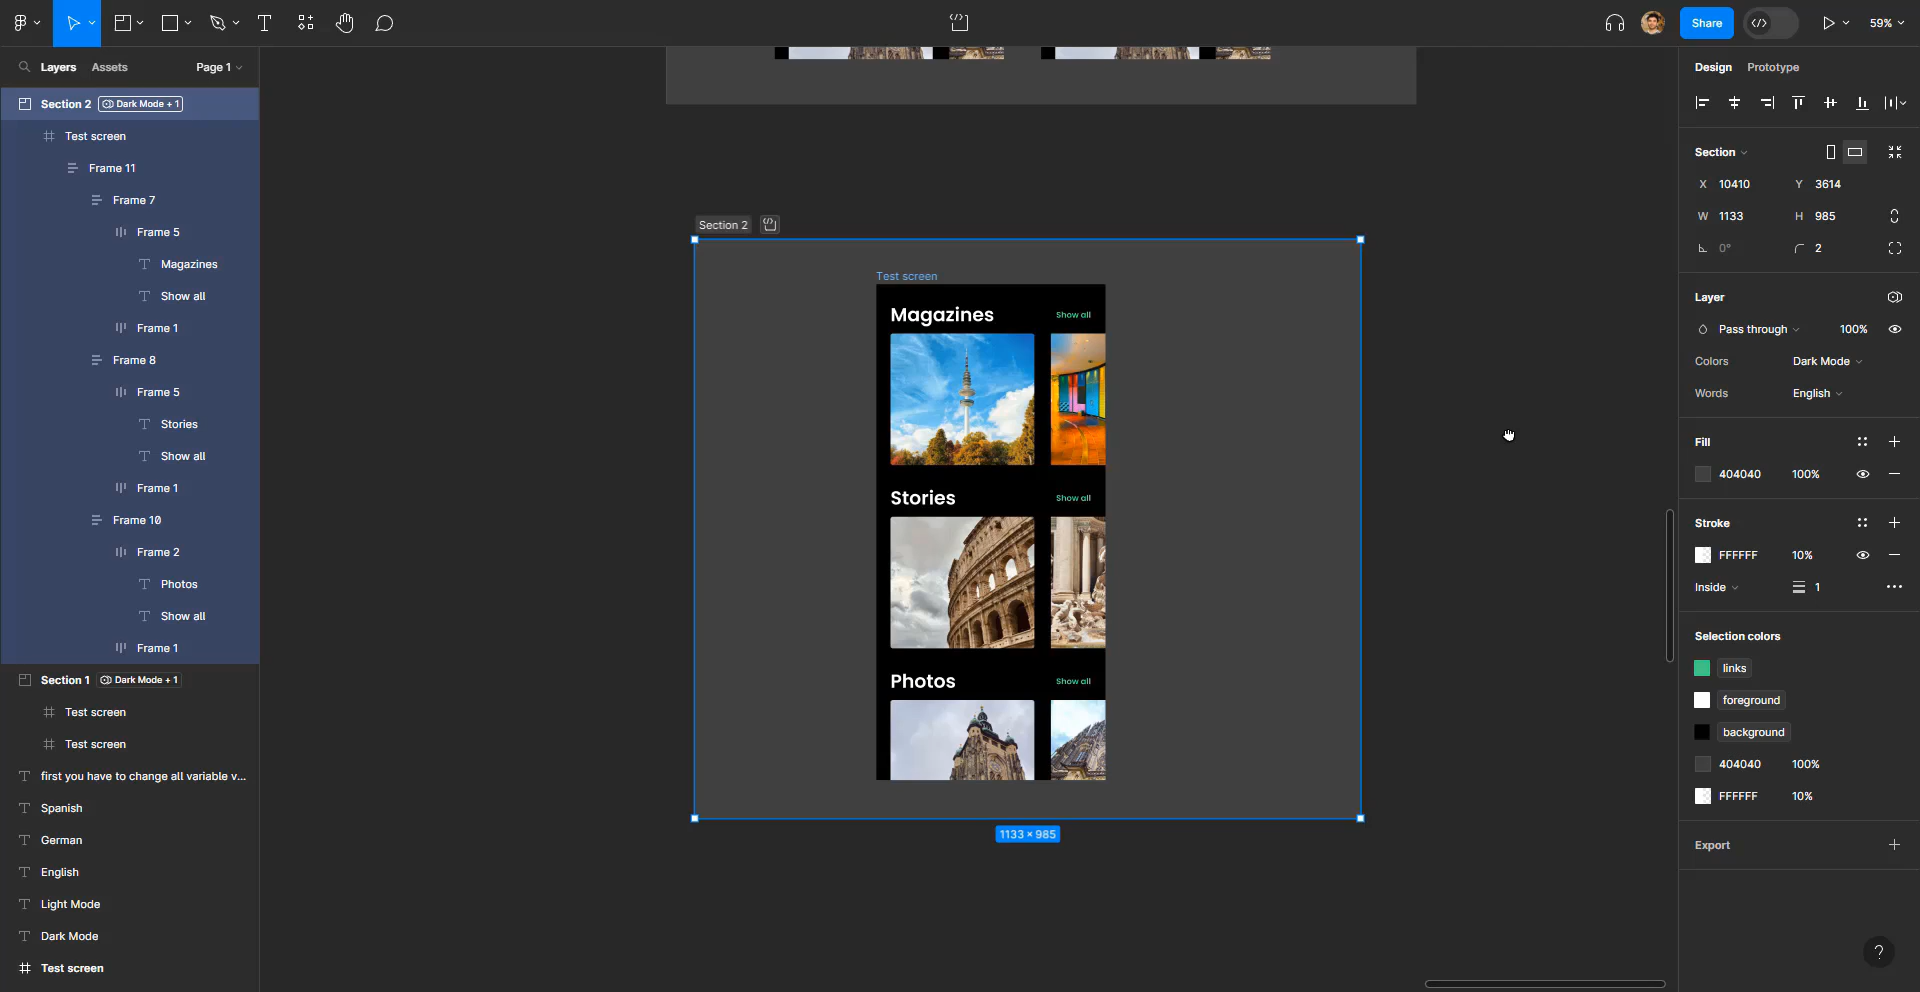 Share
59%
Layers
Assets
Page 1
Section 2
Dark Mode + 1
Test screen
Frame 11
Frame 7
Frame 5
Magazines
Show all
Frame 1
Frame 8
Frame 5
Stories
Show all
Frame 1
Frame 10
Frame 2
Photos
Show all
Frame 1
Section 1
Dark Mode + 1
Test screen
Test screen
first you have to change all variable v...
Spanish
German
English
Light Mode
Dark Mode
Test screen
Section 2
Test screen
Magazines
Show all
Stories
Show all
Photos
Show all
1133 × 985
Design
Prototype
Section
X 10410
Y 3614
W 1133
H 985
0°
2
Layer
Pass through
100%
Colors
Dark Mode
Words
English
Fill
404040
100%
Stroke
FFFFFF
10%
Inside
1
Selection colors
links
foreground
background
404040
100%
FFFFFF
10%
Export
?